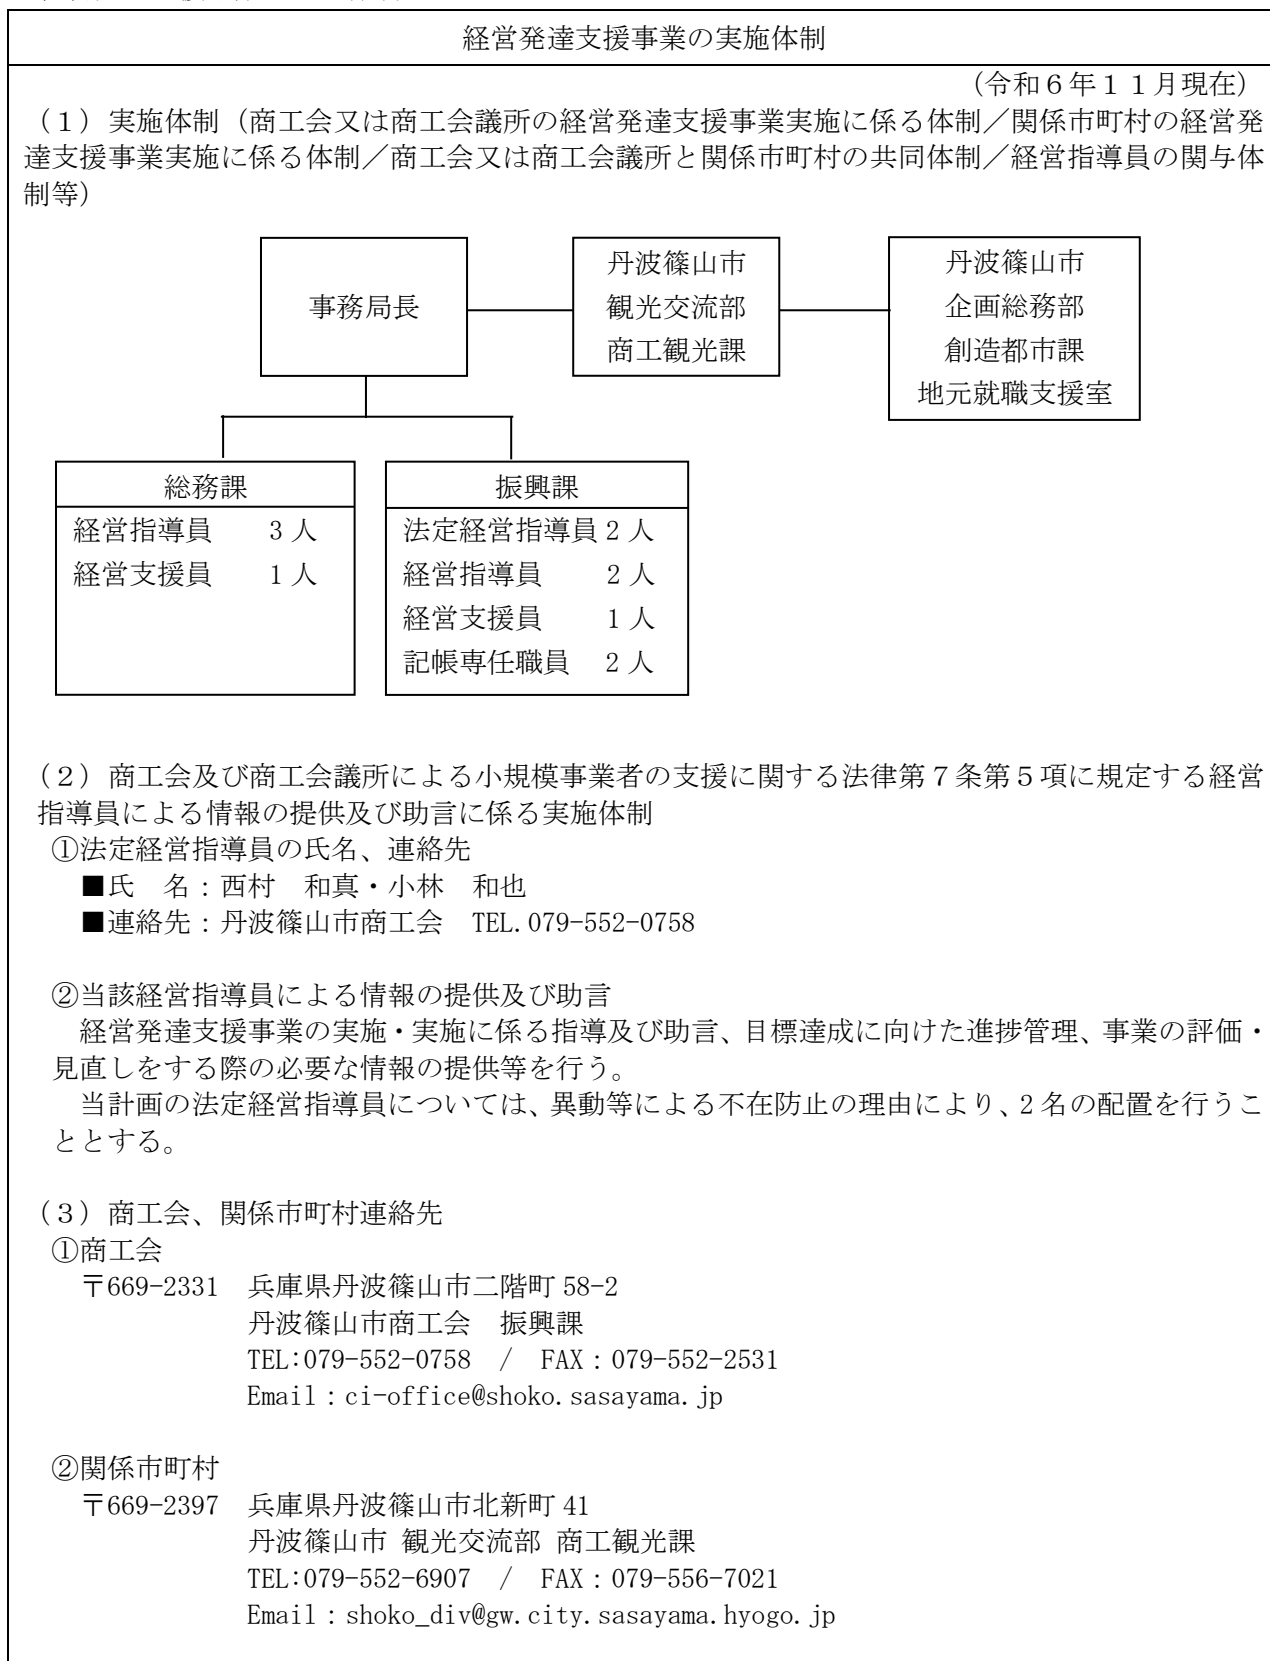 経営発達支援事業の実施体制
（令和６年１１月現在）
（１）実施体制（商工会又は商工会議所の経営発達支援事業実施に係る体制／関係市町村の経営発
達支援事業実施に係る体制／商工会又は商工会議所と関係市町村の共同体制／経営指導員の関与体
制等）
事務局長
丹波篠山市
観光交流部
商工観光課
丹波篠山市
企画総務部
創造都市課
地元就職支援室
総務課
経営指導員　3 人
経営支援員　1 人
振興課
法定経営指導員 2 人
経営指導員　2 人
経営支援員　1 人
記帳専任職員　2 人
（２）商工会及び商工会議所による小規模事業者の支援に関する法律第７条第５項に規定する経営
指導員による情報の提供及び助言に係る実施体制
①法定経営指導員の氏名、連絡先
■氏　名：西村　和真・小林　和也
■連絡先：丹波篠山市商工会　TEL.079-552-0758
②当該経営指導員による情報の提供及び助言
経営発達支援事業の実施・実施に係る指導及び助言、目標達成に向けた進捗管理、事業の評価・
見直しをする際の必要な情報の提供等を行う。
当計画の法定経営指導員については、異動等による不在防止の理由により、2 名の配置を行うこ
ととする。
（３）商工会、関係市町村連絡先
①商工会
〒669-2331　兵庫県丹波篠山市二階町 58-2
丹波篠山市商工会　振興課
TEL:079-552-0758　/　FAX：079-552-2531
Email：ci-office@shoko.sasayama.jp
②関係市町村
〒669-2397　兵庫県丹波篠山市北新町 41
丹波篠山市 観光交流部 商工観光課
TEL:079-552-6907　/　FAX：079-556-7021
Email：shoko_div@gw.city.sasayama.hyogo.jp